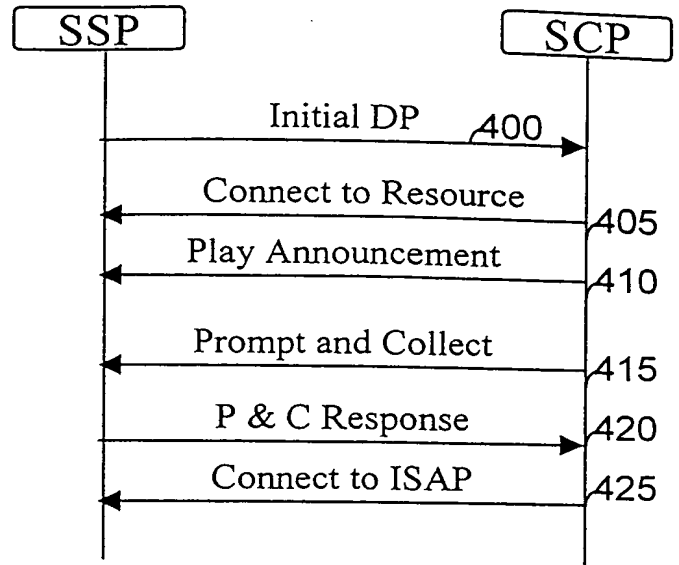 SSP
SCP
Initial DP 400
Connect to Resource
405
Play Announcement
410
Prompt and Collect
415
P & C Response
420
Connect to ISAP
425